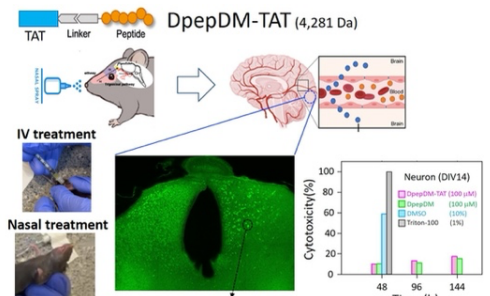 DpepDM-TAT (4,281 Da)
TAT Linker Peptide
NASAL SPRAY
Brain
Blood
Brain
IV treatment
Nasal treatment
Cytotoxicity(%)
100
80
60
40
20
0
Neuron (DIV14)
DpepDM-TAT (100 μM)
DpepDM (100 μM)
DMSO (10%)
Triton-100 (1%)
48 96 144